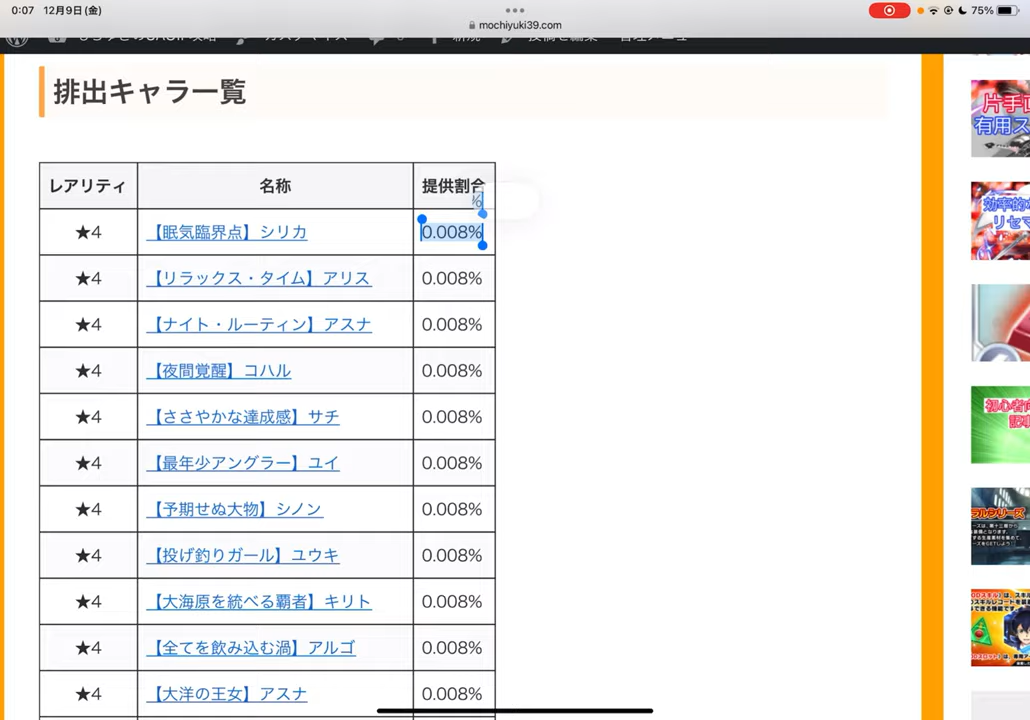 0:07 12月9日(金)
75%
mochiyuki39.com
排出キャラ一覧
レアリティ 名称 提供割合
★4 【眠気臨界点】シリカ 0.008%
★4 【リラックス・タイム】アリス 0.008%
★4 【ナイト・ルーティン】アスナ 0.008%
★4 【夜間覚醒】コハル 0.008%
★4 【ささやかな達成感】サチ 0.008%
★4 【最年少アングラー】ユイ 0.008%
★4 【予期せぬ大物】シノン 0.008%
★4 【投げ釣りガール】ユウキ 0.008%
★4 【大海原を統べる覇者】キリト 0.008%
★4 【全てを飲み込む渦】アルゴ 0.008%
★4 【大洋の王女】アスナ 0.008%
片手
有用ス
効率的
リセマ
初心者
記事